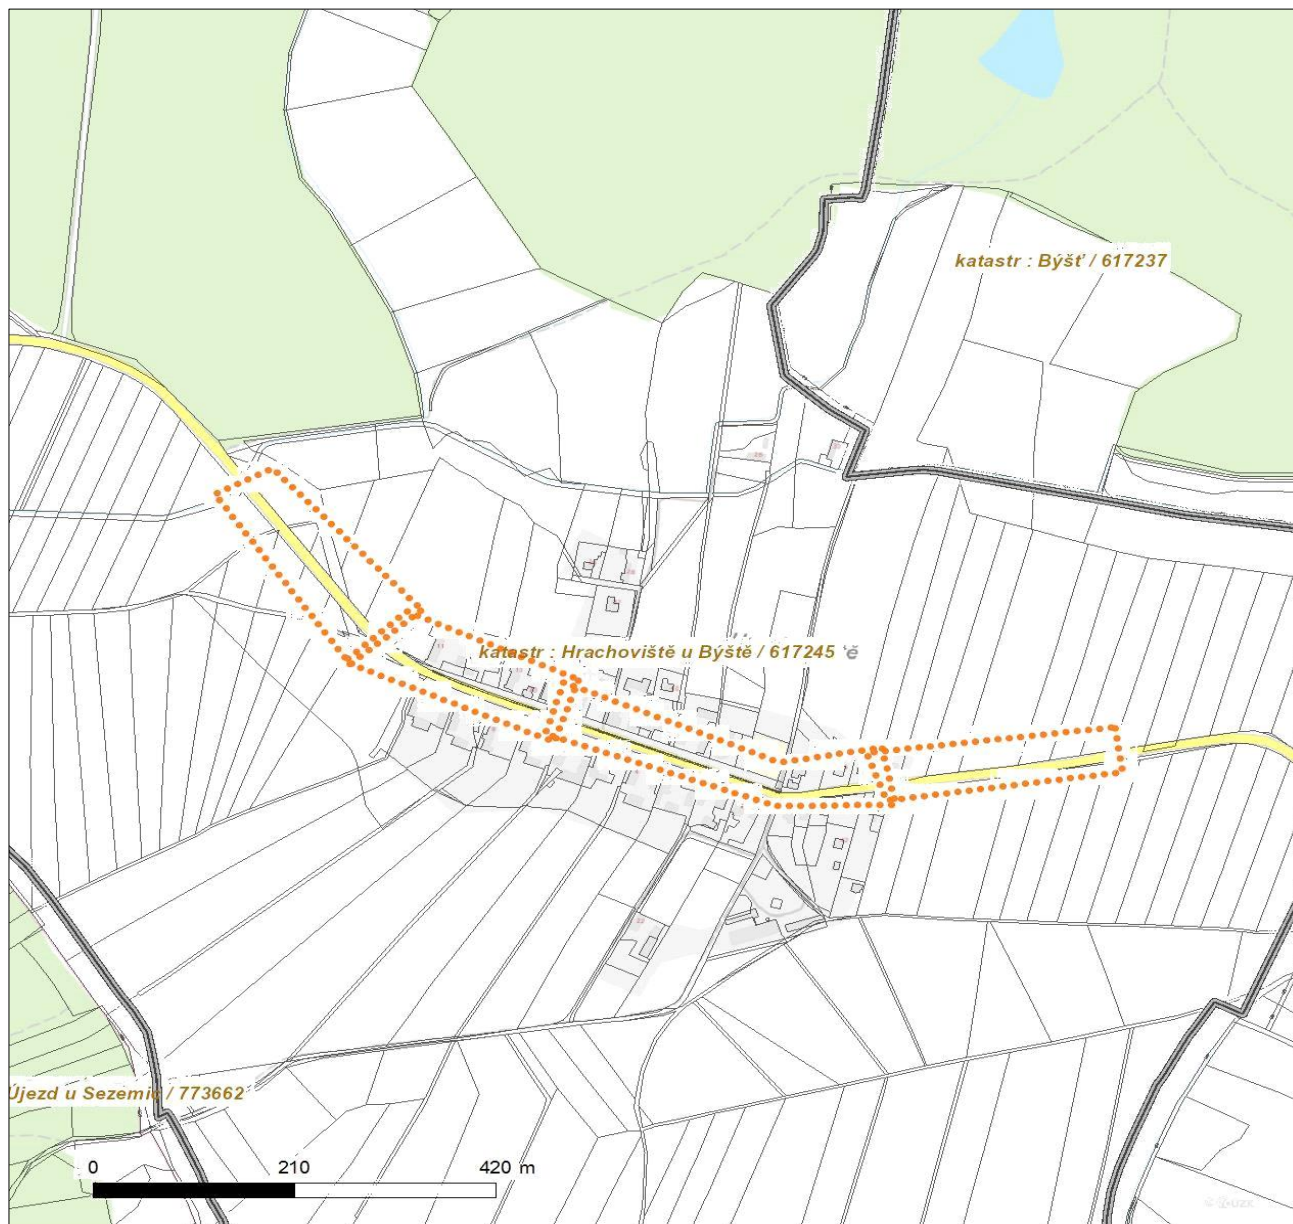 katastr : Býšť / 617237
katastr : Hrachoviště u Býště / 617245
Újezd u Sezemic / 773662
0 210 420 m